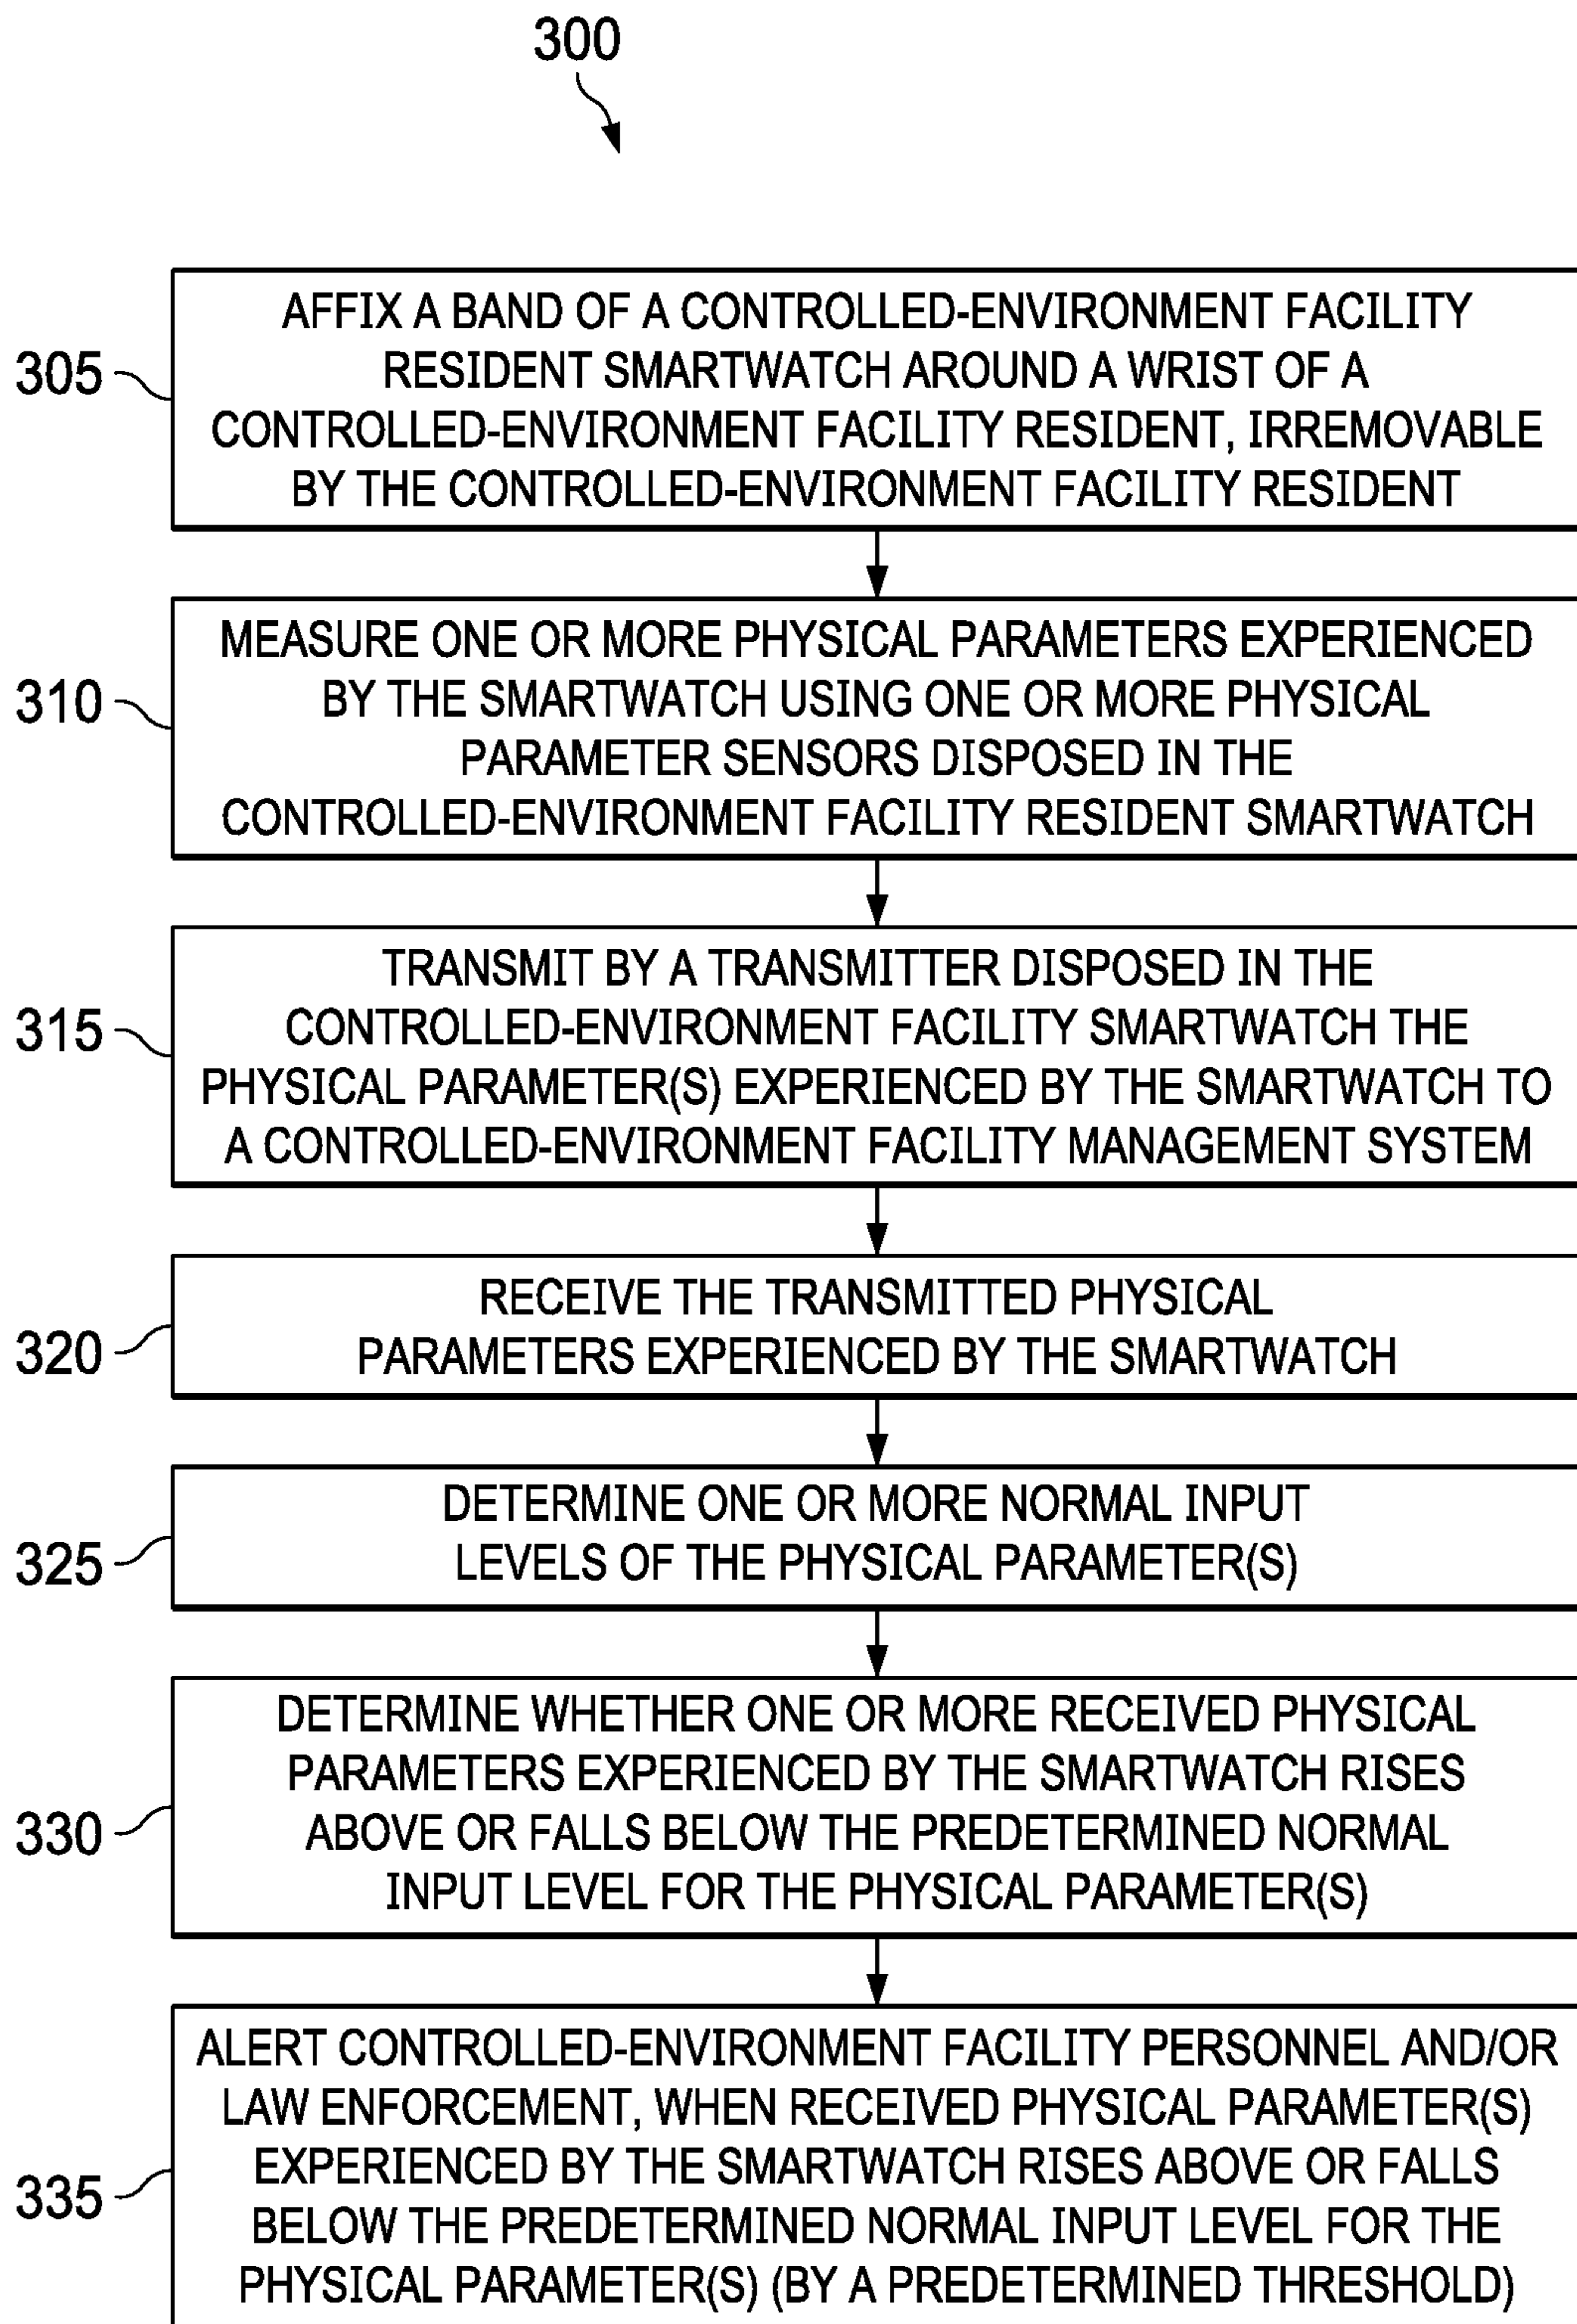 300
305
AFFIX A BAND OF A CONTROLLED-ENVIRONMENT FACILITY
RESIDENT SMARTWATCH AROUND A WRIST OF A
CONTROLLED-ENVIRONMENT FACILITY RESIDENT, IRREMOVABLE
BY THE CONTROLLED-ENVIRONMENT FACILITY RESIDENT
310
MEASURE ONE OR MORE PHYSICAL PARAMETERS EXPERIENCED
BY THE SMARTWATCH USING ONE OR MORE PHYSICAL
PARAMETER SENSORS DISPOSED IN THE
CONTROLLED-ENVIRONMENT FACILITY RESIDENT SMARTWATCH
315
TRANSMIT BY A TRANSMITTER DISPOSED IN THE
CONTROLLED-ENVIRONMENT FACILITY SMARTWATCH THE
PHYSICAL PARAMETER(S) EXPERIENCED BY THE SMARTWATCH TO
A CONTROLLED-ENVIRONMENT FACILITY MANAGEMENT SYSTEM
320
RECEIVE THE TRANSMITTED PHYSICAL
PARAMETERS EXPERIENCED BY THE SMARTWATCH
325
DETERMINE ONE OR MORE NORMAL INPUT
LEVELS OF THE PHYSICAL PARAMETER(S)
330
DETERMINE WHETHER ONE OR MORE RECEIVED PHYSICAL
PARAMETERS EXPERIENCED BY THE SMARTWATCH RISES
ABOVE OR FALLS BELOW THE PREDETERMINED NORMAL
INPUT LEVEL FOR THE PHYSICAL PARAMETER(S)
335
ALERT CONTROLLED-ENVIRONMENT FACILITY PERSONNEL AND/OR
LAW ENFORCEMENT, WHEN RECEIVED PHYSICAL PARAMETER(S)
EXPERIENCED BY THE SMARTWATCH RISES ABOVE OR FALLS
BELOW THE PREDETERMINED NORMAL INPUT LEVEL FOR THE
PHYSICAL PARAMETER(S) (BY A PREDETERMINED THRESHOLD)